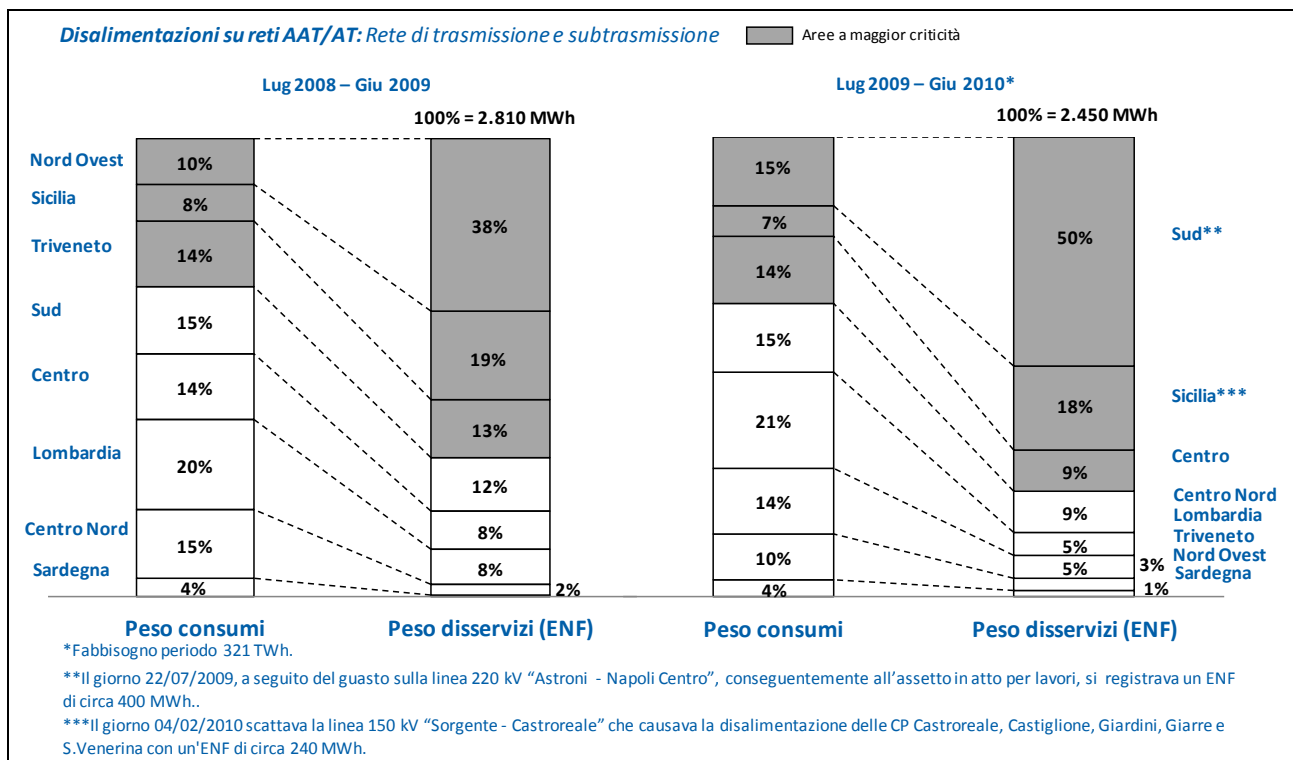 Disalimentazioni su reti AAT/AT: Rete di trasmissione e subtrasmissione
Aree a maggior criticità
Lug 2008 – Giu 2009
100% = 2.810 MWh
Nord Ovest
Sicilia
Triveneto
Sud
Centro
Lombardia
Centro Nord
Sardegna
10%
8%
14%
15%
14%
20%
15%
4%
38%
19%
13%
12%
8%
8%
2%
Peso consumi
Peso disservizi (ENF)
Lug 2009 – Giu 2010*
100% = 2.450 MWh
15%
7%
14%
15%
21%
14%
10%
4%
50%
18%
9%
9%
5%
5%
3%
1%
Sud**
Sicilia***
Centro
Centro Nord
Lombardia
Triveneto
Nord Ovest
Sardegna
Peso consumi
Peso disservizi (ENF)
*Fabbisogno periodo 321 TWh.
**Il giorno 22/07/2009, a seguito del guasto sulla linea 220 kV “Astroni - Napoli Centro”, conseguentemente all’assetto in atto per lavori, si registrava un ENF
di circa 400 MWh..
***Il giorno 04/02/2010 scattava la linea 150 kV “Sorgente - Castroreale” che causava la disalimentazione delle CP Castroreale, Castiglione, Giardini, Giarre e
S.Venerina con un'ENF di circa 240 MWh.